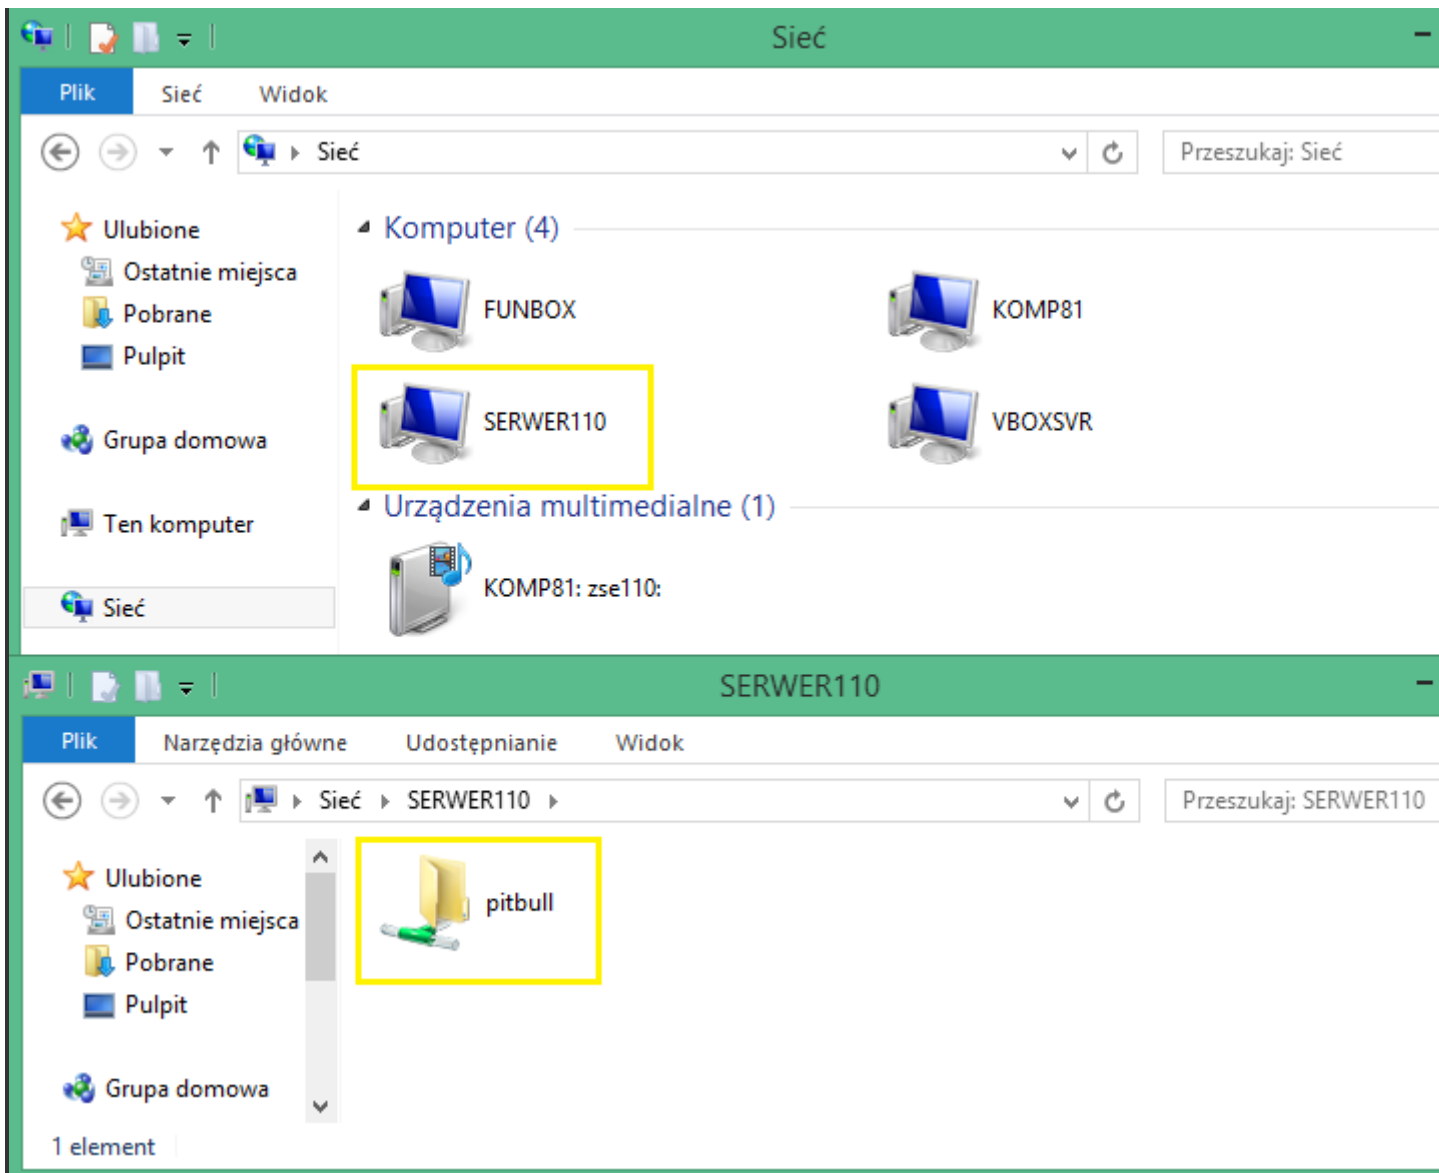 Sieć
Plik Sieć Widok
Sieć
Przeszukaj: Sieć
Ulubione
Ostatnie miejsca
Pobrane
Pulpit
Grupa domowa
Ten komputer
Sieć
Komputer (4)
FUNBOX
KOMP81
SERWER110
VBOXSVR
Urządzenia multimedialne (1)
KOMP81: zse110:
SERWER110
Plik Narzędzia główne Udostępnianie Widok
Sieć SERWER110
Przeszukaj: SERWER110
Ulubione
Ostatnie miejsca
Pobrane
Pulpit
Grupa domowa
pitbull
1 element